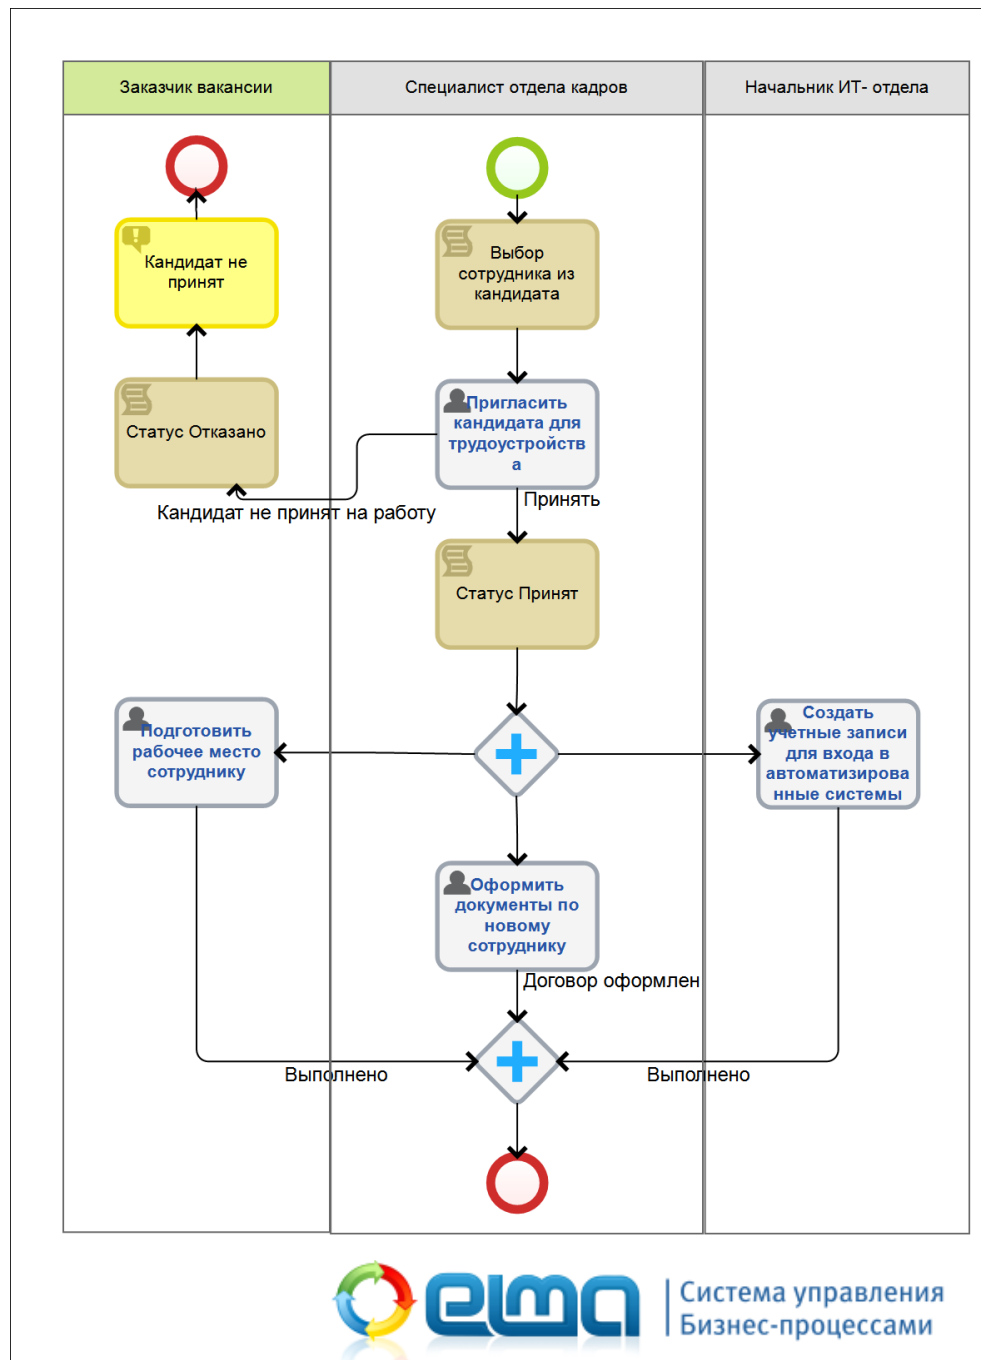 Заказчик вакансии
Специалист отдела кадров
Начальник ИТ- отдела
Кандидат не
принят
Выбор
сотрудника из
кандидата
Статус Отказано
Пригласить
кандидата для
трудоустройств
а
Кандидат не принят на работу
Принять
Статус Принят
Подготовить
рабочее место
сотруднику
Создать
учетные записи
для входа в
автоматизирова
нные системы
Оформить
документы по
новому
сотруднику
Договор оформлен
Выполнено
Выполнено
elma
Система управления
Бизнес-процессами